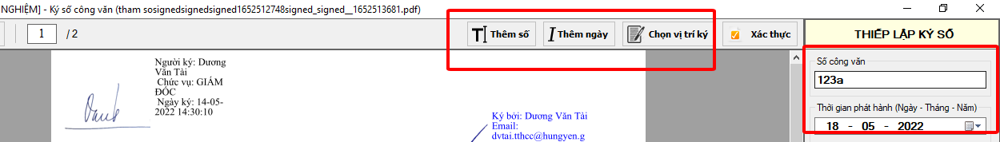 NGHIỆM] - Ký số công văn (tham sosignedsignedsigned1652512748signed_signed__1652513681.pdf)
1 / 2
Thêm số
Thêm ngày
Chọn vị trí ký
Xác thực
THIẾP LẬP KÝ SỐ
Người ký: Dương
Văn Tài
Chức vụ: GIÁM
ĐỐC
Ngày ký: 14-05-
2022 14:30:10
Ký bởi: Dương Văn Tài
Email:
dvtai.tthcc@hungyen.g
Số công văn
123a
Thời gian phát hành (Ngày - Tháng - Năm)
18 - 05 - 2022